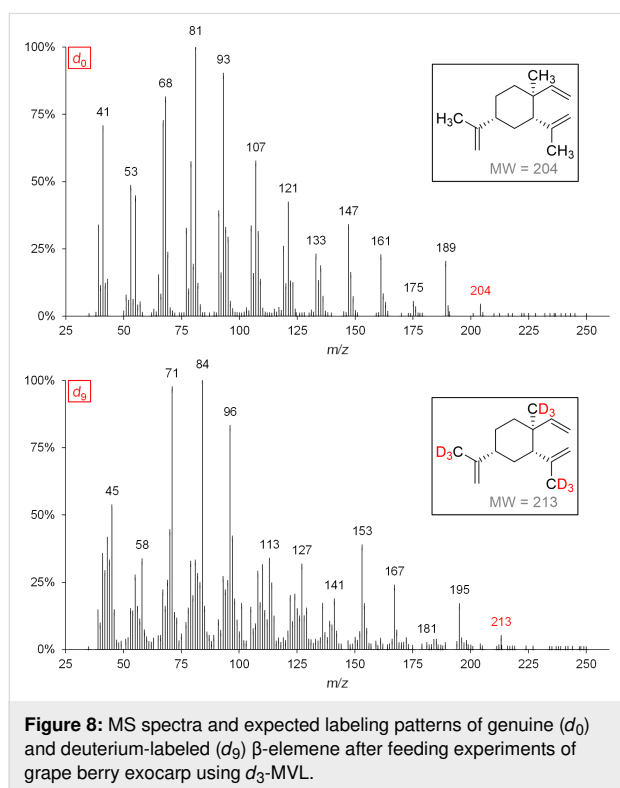 81
100%
d0
93
CH3
68
75%
41
H3C
107
CH3
50%
53
MW = 204
121
147
25%
133
161
189
175
204
0%
25 50 75 100 125 150 175 200 225 250
m/z
100%
71
84
d9
96
CD3
75%
D3C
45
CD3
50%
MW = 213
153
58
113
127
25%
167
141
195
181
213
0%
25 50 75 100 125 150 175 200 225 250
m/z
Figure 8: MS spectra and expected labeling patterns of genuine (d0)
and deuterium-labeled (d9) β-elemene after feeding experiments of
grape berry exocarp using d3-MVL.